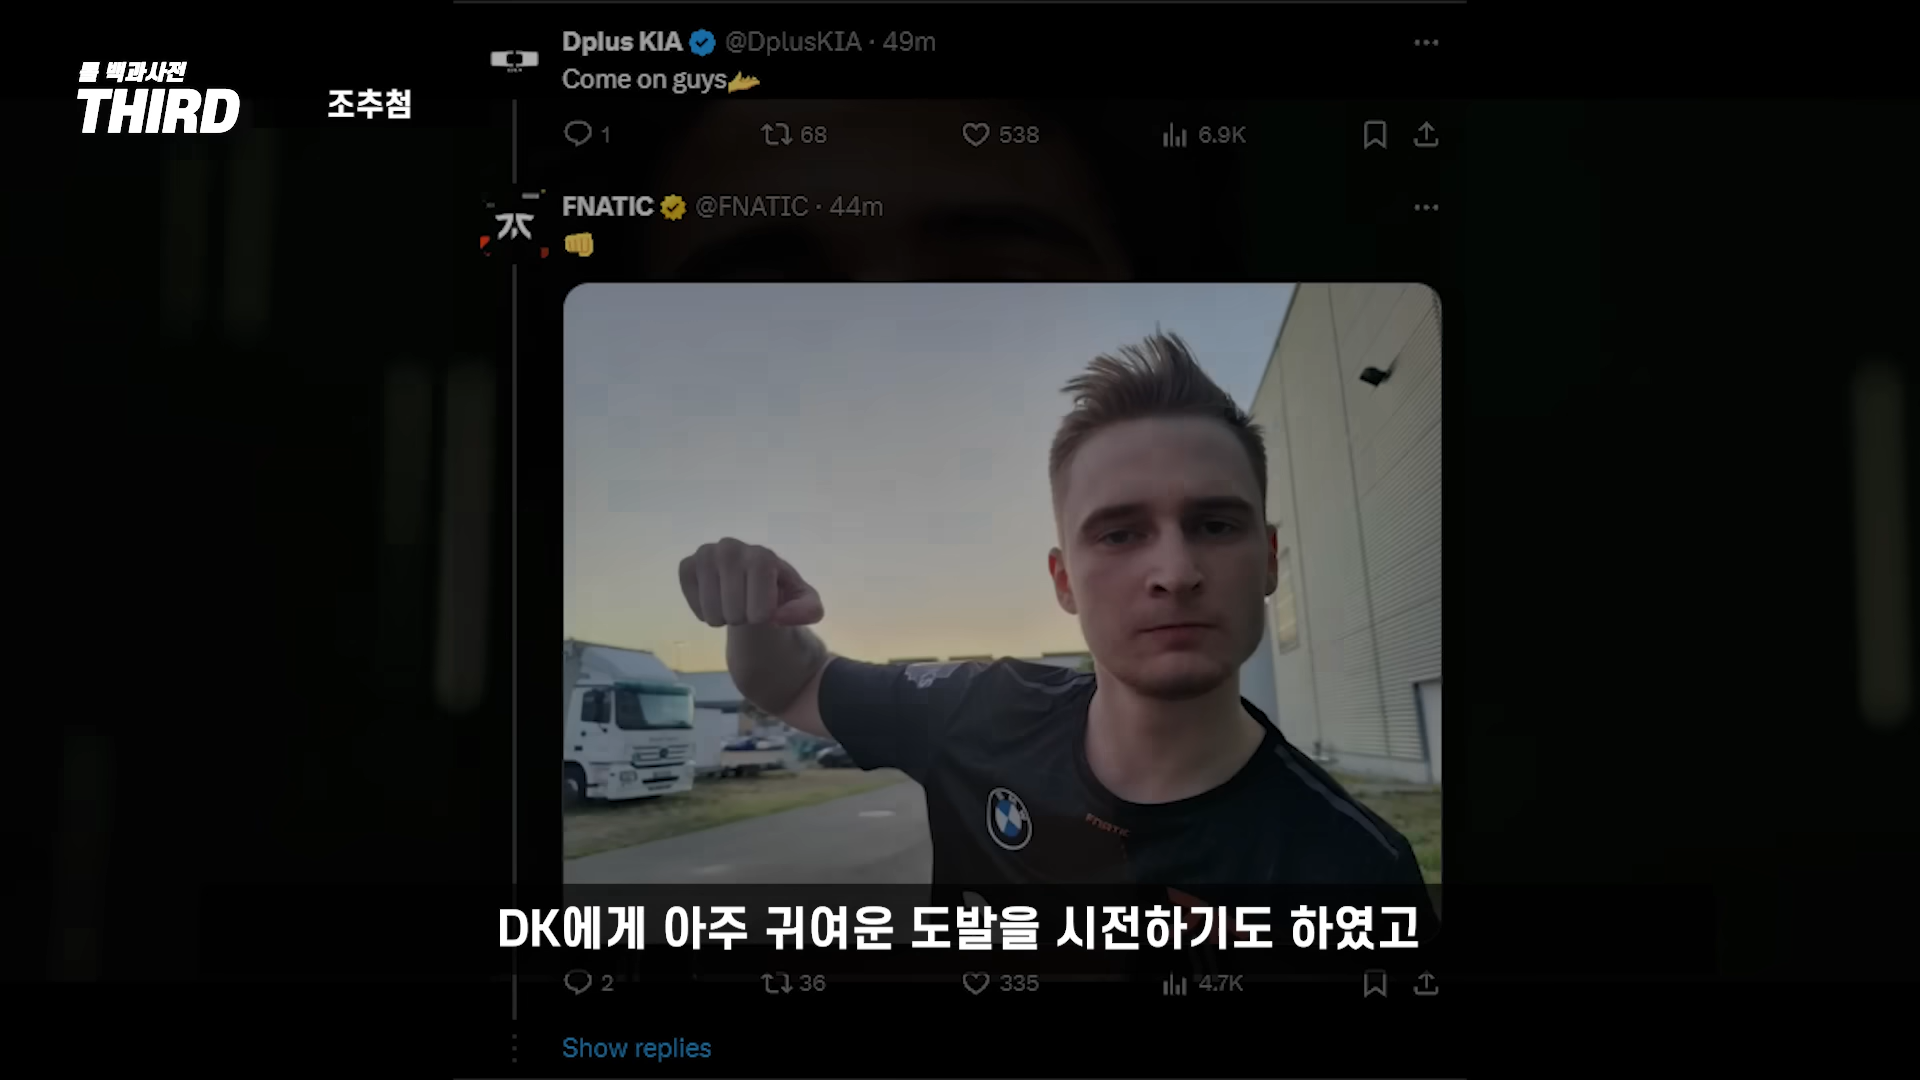 롤 백과사전
THIRD
조추첨
Dplus KIA @DplusKIA · 49m
Come on guys🫴
1 68 538 6.9K
FNATIC @FNATIC · 44m
👊
FNATIC
DK에게 아주 귀여운 도발을 시전하기도 하였고
2 36 335 4.7K
Show replies